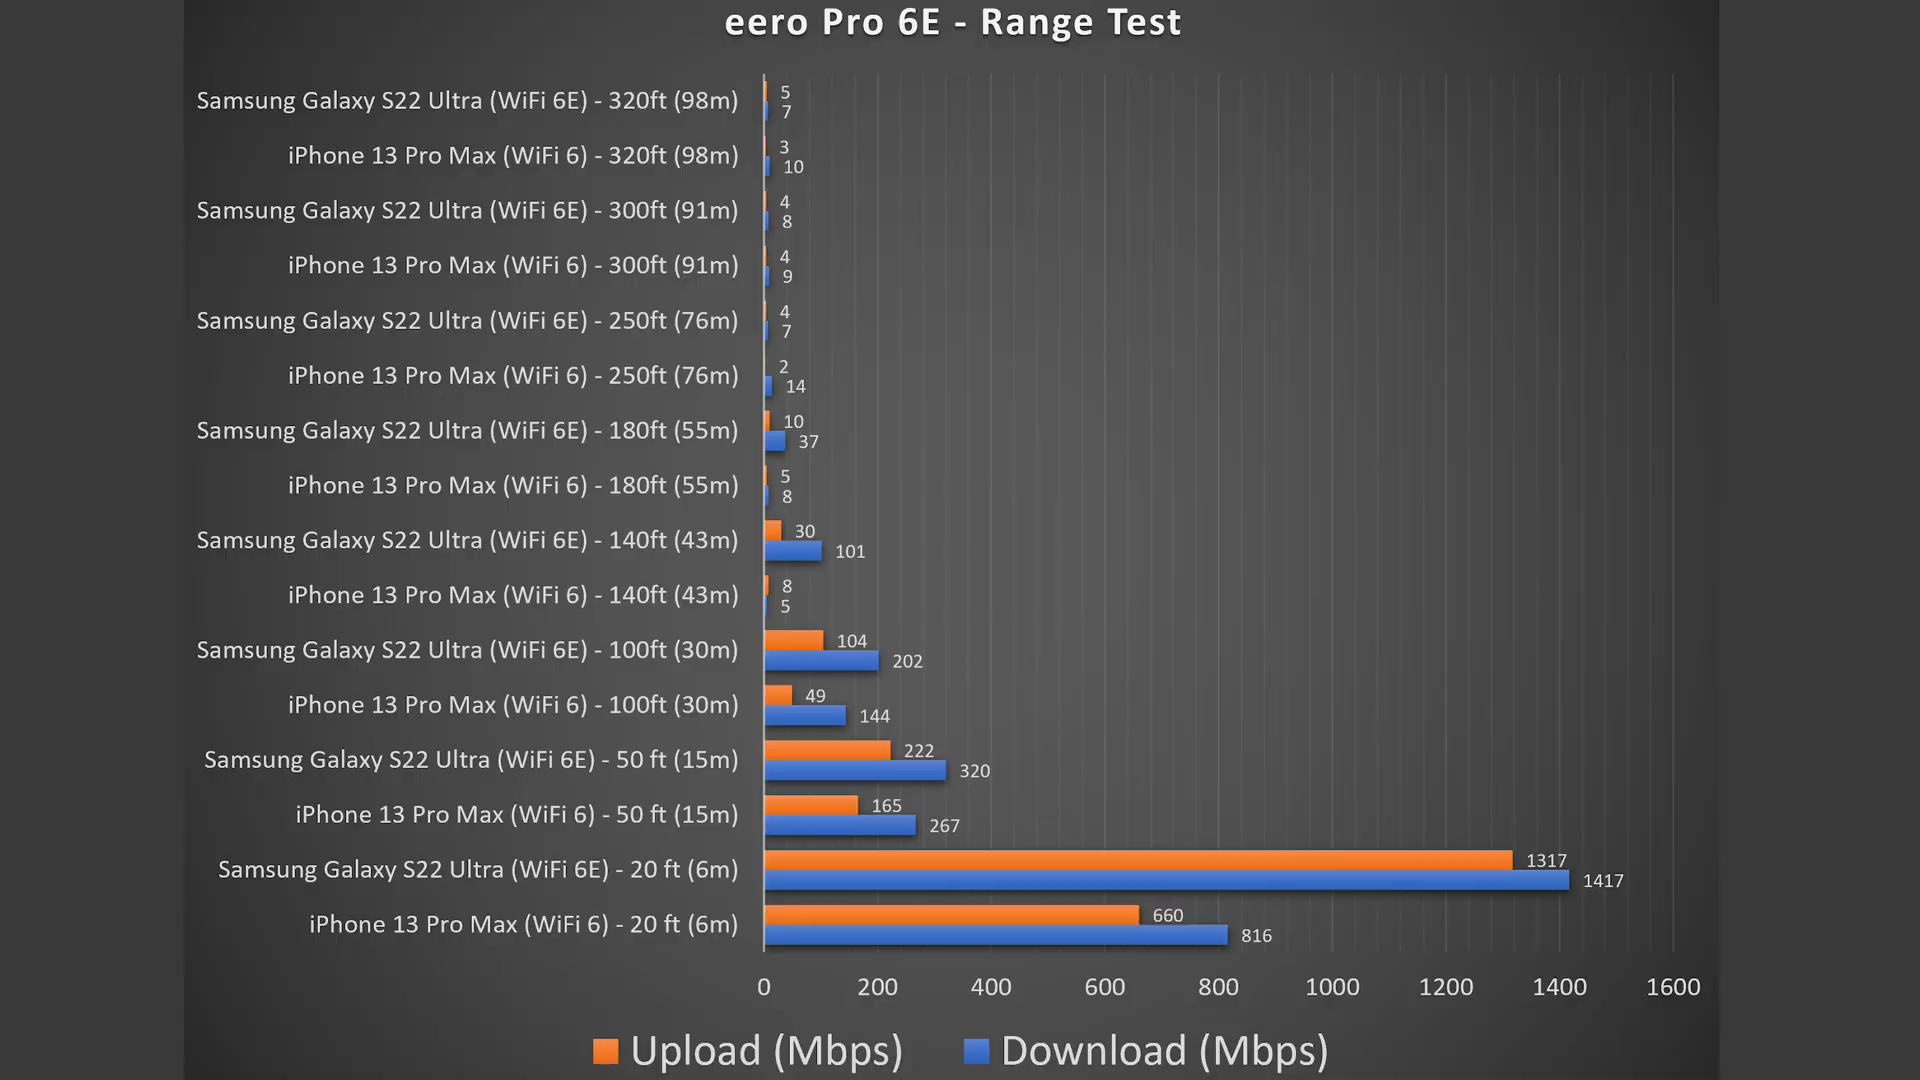 eero Pro 6E - Range Test
Samsung Galaxy S22 Ultra (WiFi 6E) - 320ft (98m)
5
7
iPhone 13 Pro Max (WiFi 6) - 320ft (98m)
3
10
Samsung Galaxy S22 Ultra (WiFi 6E) - 300ft (91m)
4
8
iPhone 13 Pro Max (WiFi 6) - 300ft (91m)
4
9
Samsung Galaxy S22 Ultra (WiFi 6E) - 250ft (76m)
4
7
iPhone 13 Pro Max (WiFi 6) - 250ft (76m)
2
14
Samsung Galaxy S22 Ultra (WiFi 6E) - 180ft (55m)
10
37
iPhone 13 Pro Max (WiFi 6) - 180ft (55m)
5
8
Samsung Galaxy S22 Ultra (WiFi 6E) - 140ft (43m)
30
101
iPhone 13 Pro Max (WiFi 6) - 140ft (43m)
8
5
Samsung Galaxy S22 Ultra (WiFi 6E) - 100ft (30m)
104
202
iPhone 13 Pro Max (WiFi 6) - 100ft (30m)
49
144
Samsung Galaxy S22 Ultra (WiFi 6E) - 50 ft (15m)
222
320
iPhone 13 Pro Max (WiFi 6) - 50 ft (15m)
165
267
Samsung Galaxy S22 Ultra (WiFi 6E) - 20 ft (6m)
1317
1417
iPhone 13 Pro Max (WiFi 6) - 20 ft (6m)
660
816
0 200 400 600 800 1000 1200 1400 1600
Upload (Mbps) Download (Mbps)